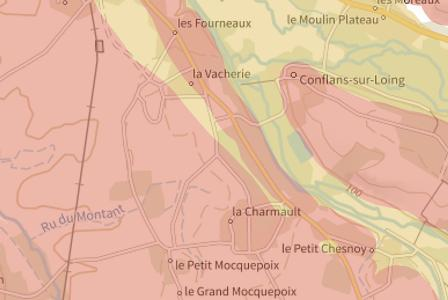 les Moreaux
les Fourneaux
le Moulin Plateau
la Vacherie
Conflans-sur-Loing
100
Ru du Montant
la Charmault
le Petit Chesnoy
le Petit Mocquepoix
le Grand Mocquepoix